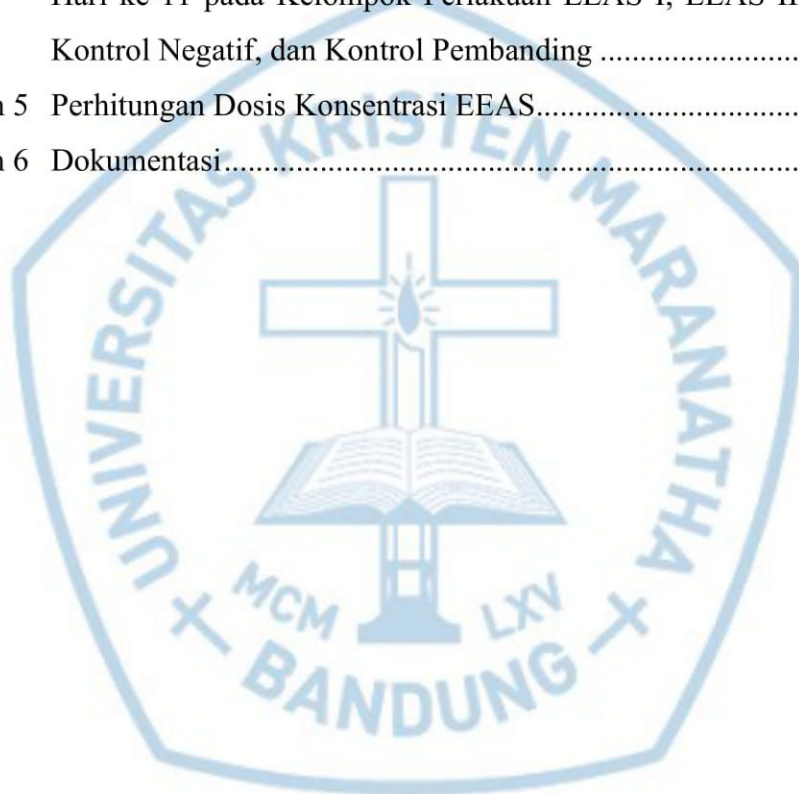 Hari ke 11 pada Kelompok Perlakuan EEAS I, EEAS II
Kontrol Negatif, dan Kontrol Pembanding ........................
n 5 Perhitungan Dosis Konsentrasi EEAS................................
n 6 Dokumentasi........................................................................
UNIVERSITAS KRISTEN MARANATHA
MCM LXV
BANDUNG